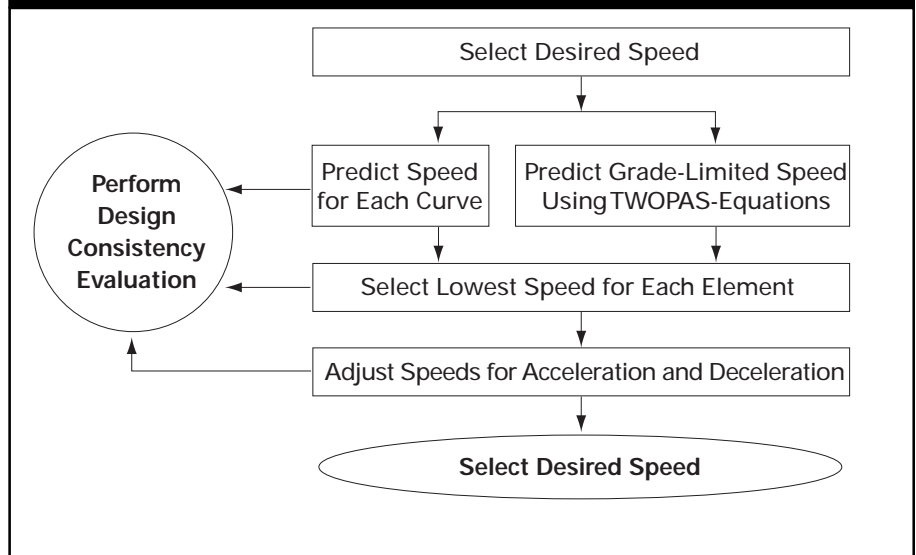 Select Desired Speed
Predict Speed
for Each Curve
Predict Grade-Limited Speed
Using TWOPAS-Equations
Perform
Design
Consistency
Evaluation
Select Lowest Speed for Each Element
Adjust Speeds for Acceleration and Deceleration
Select Desired Speed